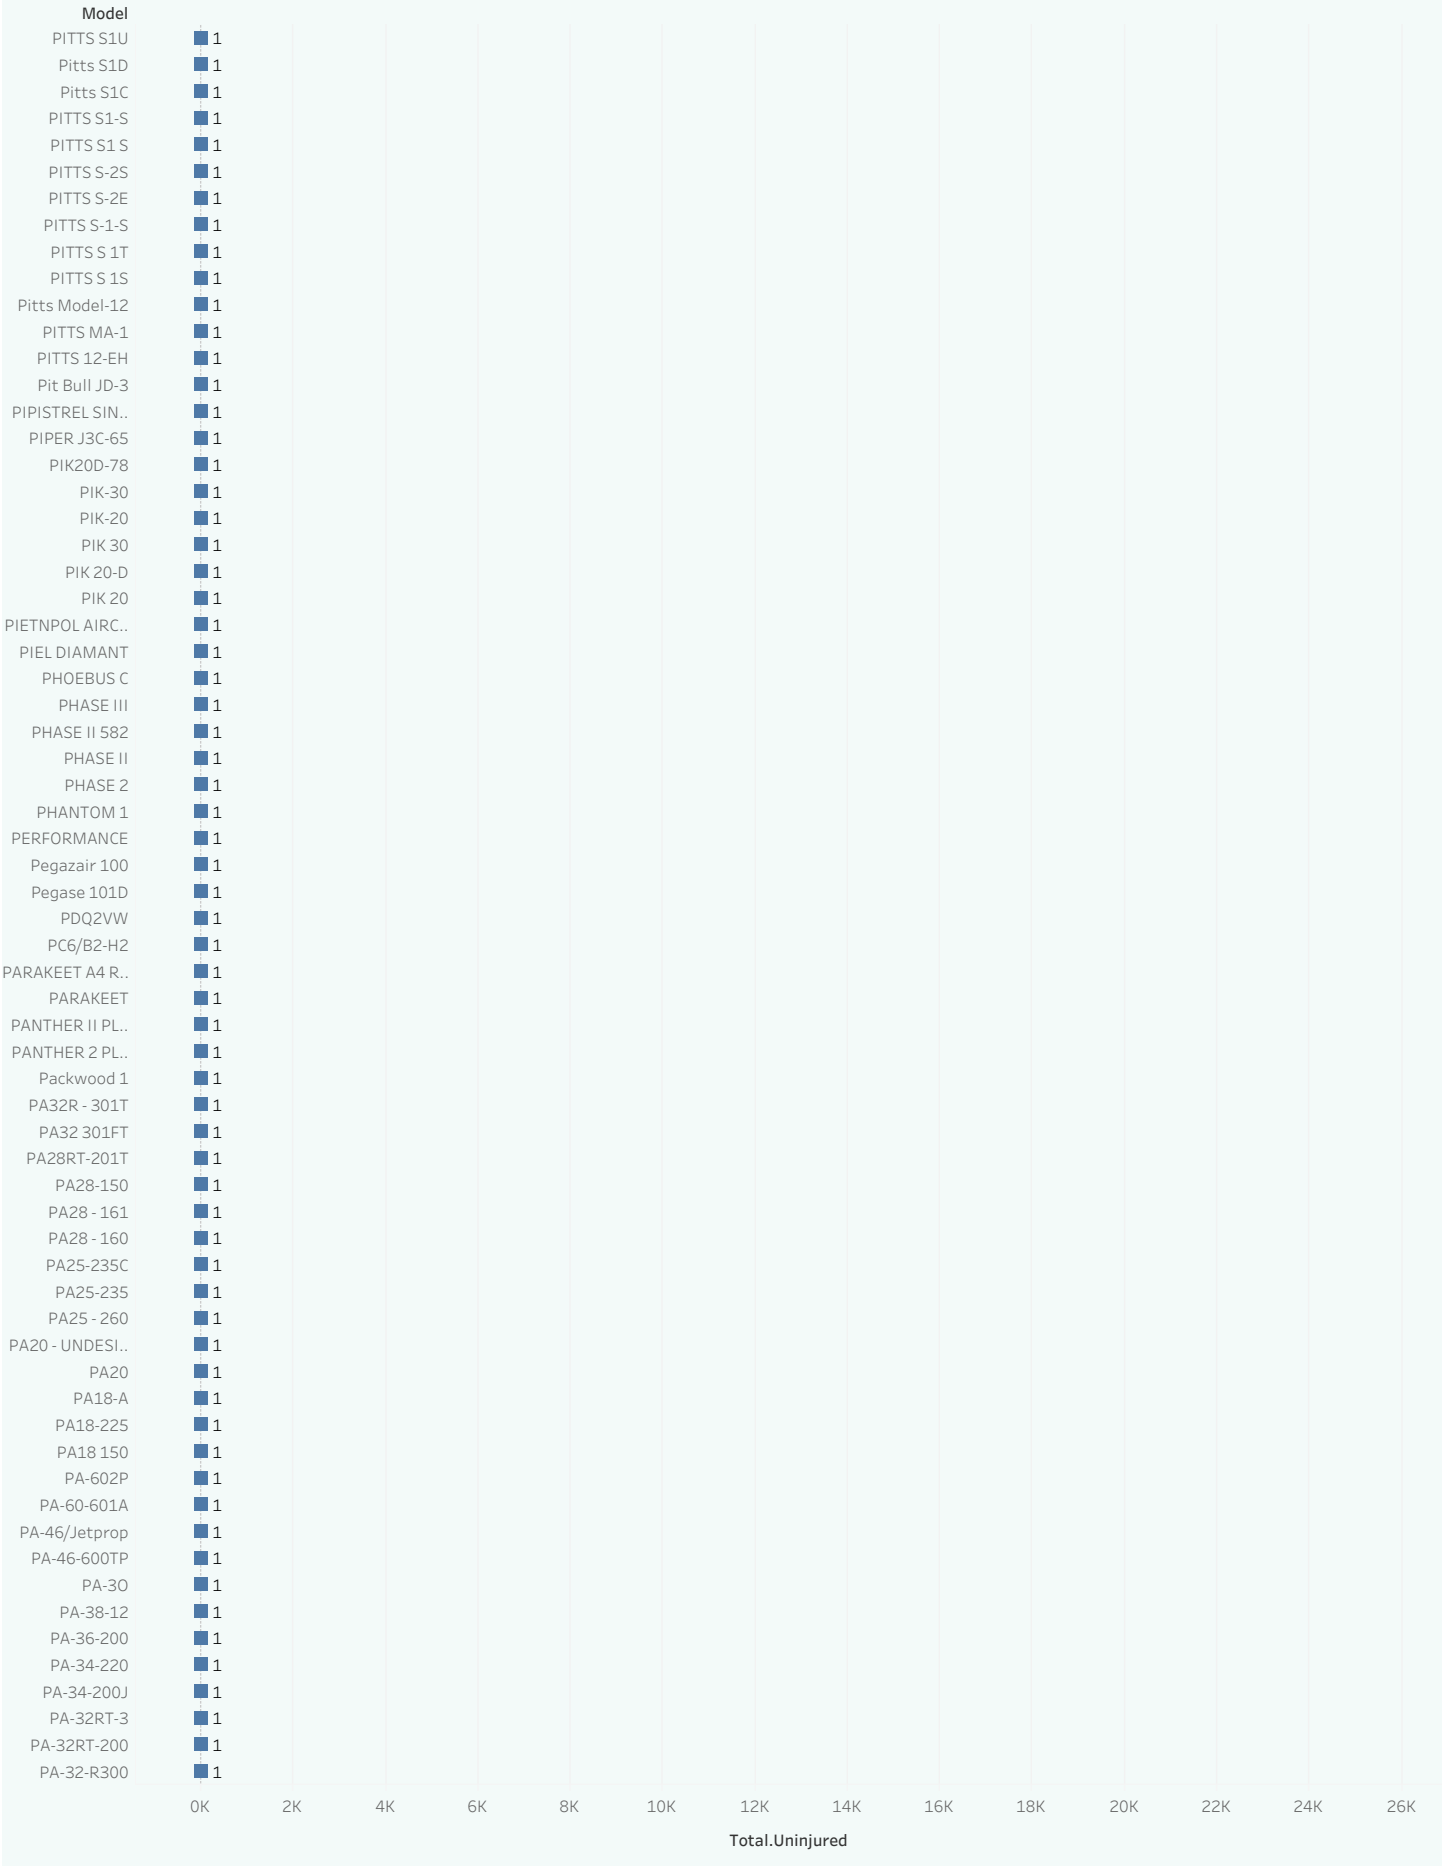 Model
PITTS S1U 1
Pitts S1D 1
Pitts S1C 1
PITTS S1-S 1
PITTS S1 S 1
PITTS S-2S 1
PITTS S-2E 1
PITTS S-1-S 1
PITTS S 1T 1
PITTS S 1S 1
Pitts Model-12 1
PITTS MA-1 1
PITTS 12-EH 1
Pit Bull JD-3 1
PIPISTREL SIN.. 1
PIPER J3C-65 1
PIK20D-78 1
PIK-30 1
PIK-20 1
PIK 30 1
PIK 20-D 1
PIK 20 1
PIETNPOL AIRC.. 1
PIEL DIAMANT 1
PHOEBUS C 1
PHASE III 1
PHASE II 582 1
PHASE II 1
PHASE 2 1
PHANTOM 1 1
PERFORMANCE 1
Pegazair 100 1
Pegase 101D 1
PDQ2VW 1
PC6/B2-H2 1
PARAKEET A4 R.. 1
PARAKEET 1
PANTHER II PL.. 1
PANTHER 2 PL.. 1
Packwood 1 1
PA32R - 301T 1
PA32 301FT 1
PA28RT-201T 1
PA28-150 1
PA28 - 161 1
PA28 - 160 1
PA25-235C 1
PA25-235 1
PA25 - 260 1
PA20 - UNDESI.. 1
PA20 1
PA18-A 1
PA18-225 1
PA18 150 1
PA-602P 1
PA-60-601A 1
PA-46/Jetprop 1
PA-46-600TP 1
PA-3O 1
PA-38-12 1
PA-36-200 1
PA-34-220 1
PA-34-200J 1
PA-32RT-3 1
PA-32RT-200 1
PA-32-R300 1
0K 2K 4K 6K 8K 10K 12K 14K 16K 18K 20K 22K 24K 26K
Total.Uninjured